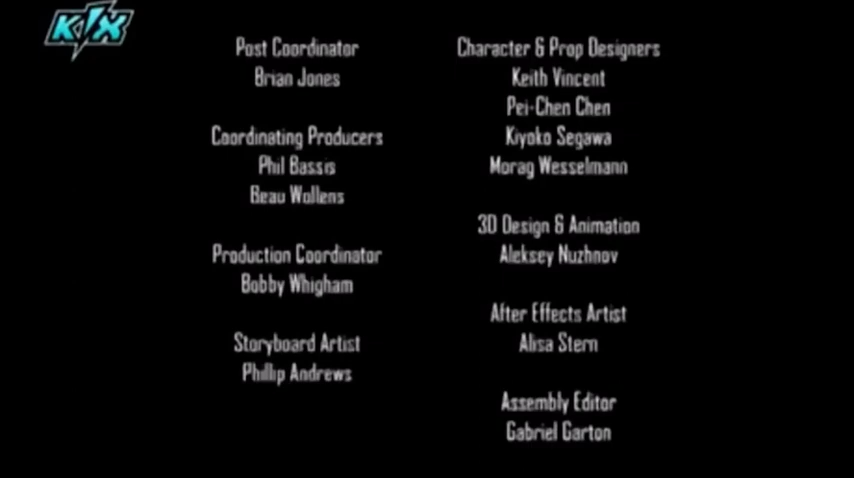 KIX
Post Coordinator
Brian Jones
Coordinating Producers
Phil Bassis
Beau Wollens
Production Coordinator
Bobby Whigham
Storyboard Artist
Phillip Andrews
Character & Prop Designers
Keith Vincent
Pei-Chen Chen
Kiyoko Segawa
Morag Wesselmann
3D Design & Animation
Aleksey Nuzhnov
After Effects Artist
Alisa Stern
Assembly Editor
Gabriel Garton